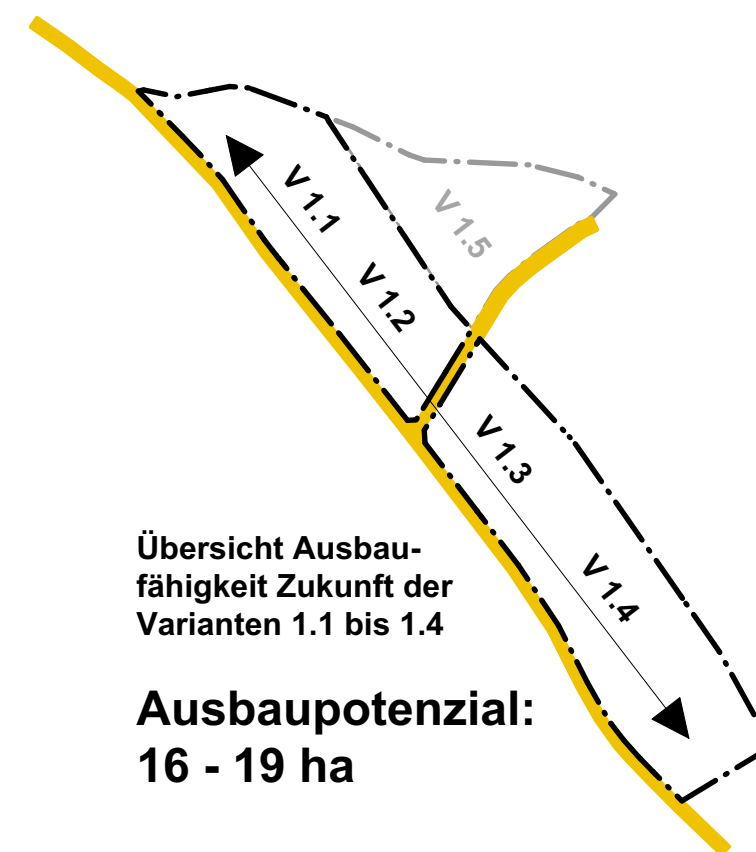 V 1.1
V 1.5
V 1.2
V 1.3
V 1.4
Übersicht Ausbau-
fähigkeit Zukunft der
Varianten 1.1 bis 1.4
Ausbaupotenzial:
16 - 19 ha